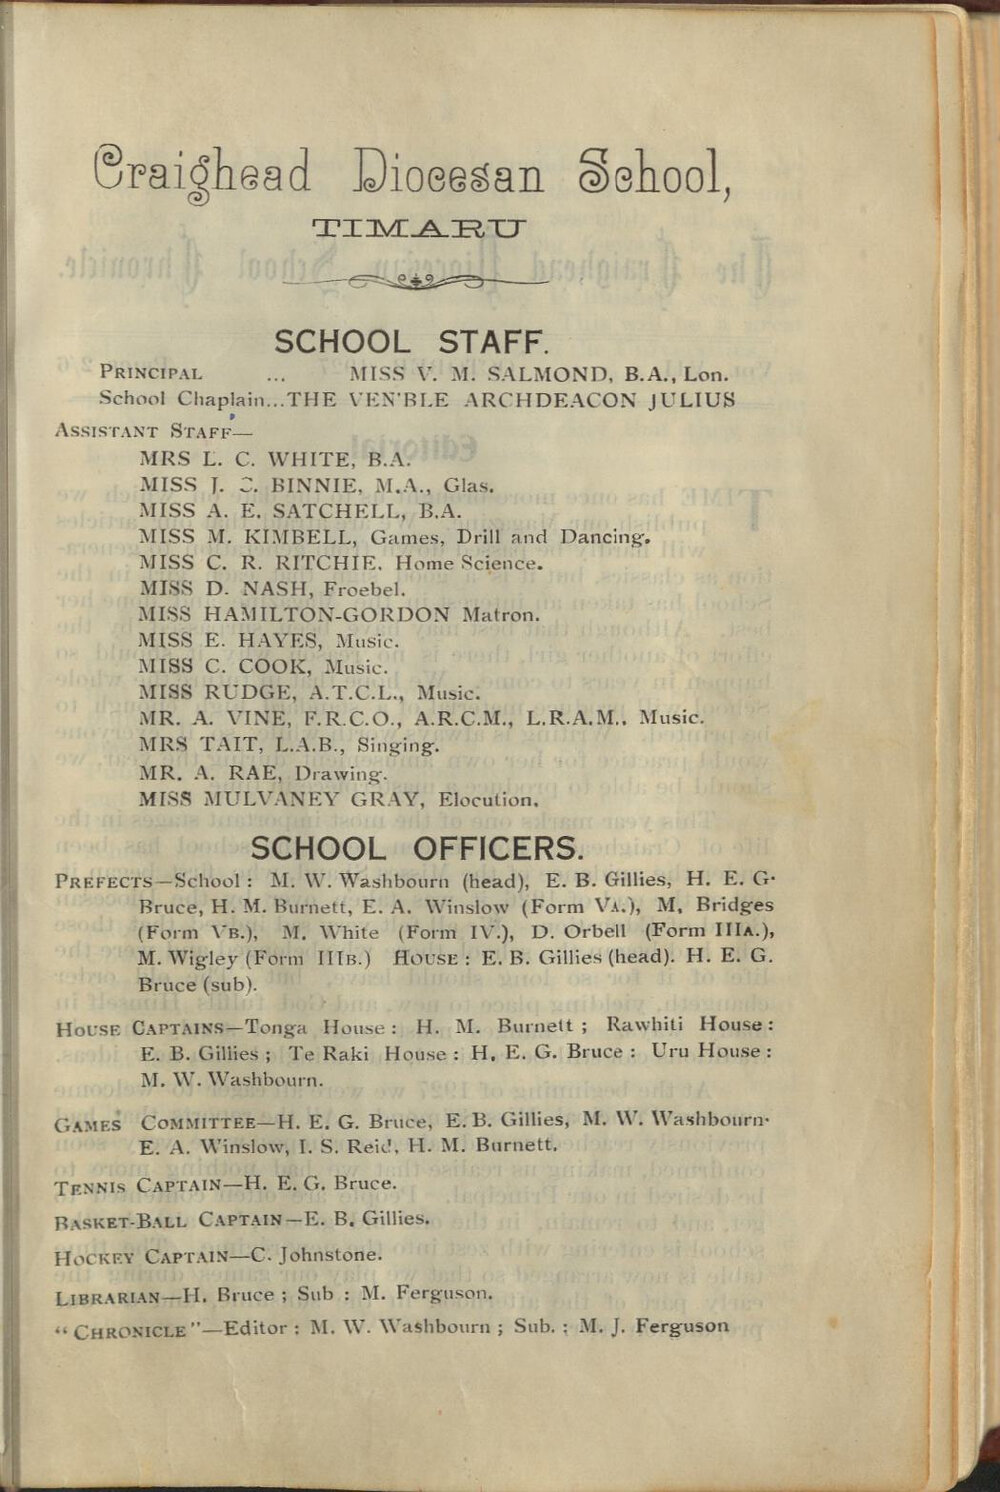 Craighead Diocesan School,
TIMARU
SCHOOL STAFF.
PRINCIPAL ... MISS V. M. SALMOND, B.A., Lon.
School Chaplain...THE VEN'BLE ARCHDEACON JULIUS
ASSISTANT STAFF—
MRS L. C. WHITE, B.A.
MISS J. C. BINNIE, M.A., Glas.
MISS A. E. SATCHELL, B.A.
MISS M. KIMBELL, Games, Drill and Dancing.
MISS C. R. RITCHIE. Home Science.
MISS D. NASH, Froebel.
MISS HAMILTON-GORDON Matron.
MISS E. HAYES, Music.
MISS C. COOK, Music.
MISS RUDGE, A.T.C.L., Music.
MR. A. VINE, F.R.C.O., A.R.C.M., L.R.A.M., Music.
MRS TAIT, L.A.B., Singing.
MR. A. RAE, Drawing.
MISS MULVANEY GRAY, Elocution.
SCHOOL OFFICERS.
PREFECTS—School : M. W. Washbourn (head), E. B. Gillies, H. E. G.
Bruce, H. M. Burnett, E. A. Winslow (Form VA.), M. Bridges
(Form VB.), M. White (Form IV.), D. Orbell (Form IIIA.),
M. Wigley (Form IIIB.) HOUSE : E. B. Gillies (head). H. E. G.
Bruce (sub).
HOUSE CAPTAINS—Tonga House : H. M. Burnett ; Rawhiti House :
E. B. Gillies ; Te Raki House : H. E. G. Bruce : Uru House :
M. W. Washbourn.
GAMES COMMITTEE—H. E. G. Bruce, E. B. Gillies, M. W. Washbourn.
E. A. Winslow, I. S. Reid, H. M. Burnett.
TENNIS CAPTAIN—H. E. G. Bruce.
BASKET-BALL CAPTAIN—E. B. Gillies.
HOCKEY CAPTAIN—C. Johnstone.
LIBRARIAN—H. Bruce ; Sub : M. Ferguson.
"CHRONICLE"—Editor : M. W. Washbourn ; Sub. : M. J. Ferguson